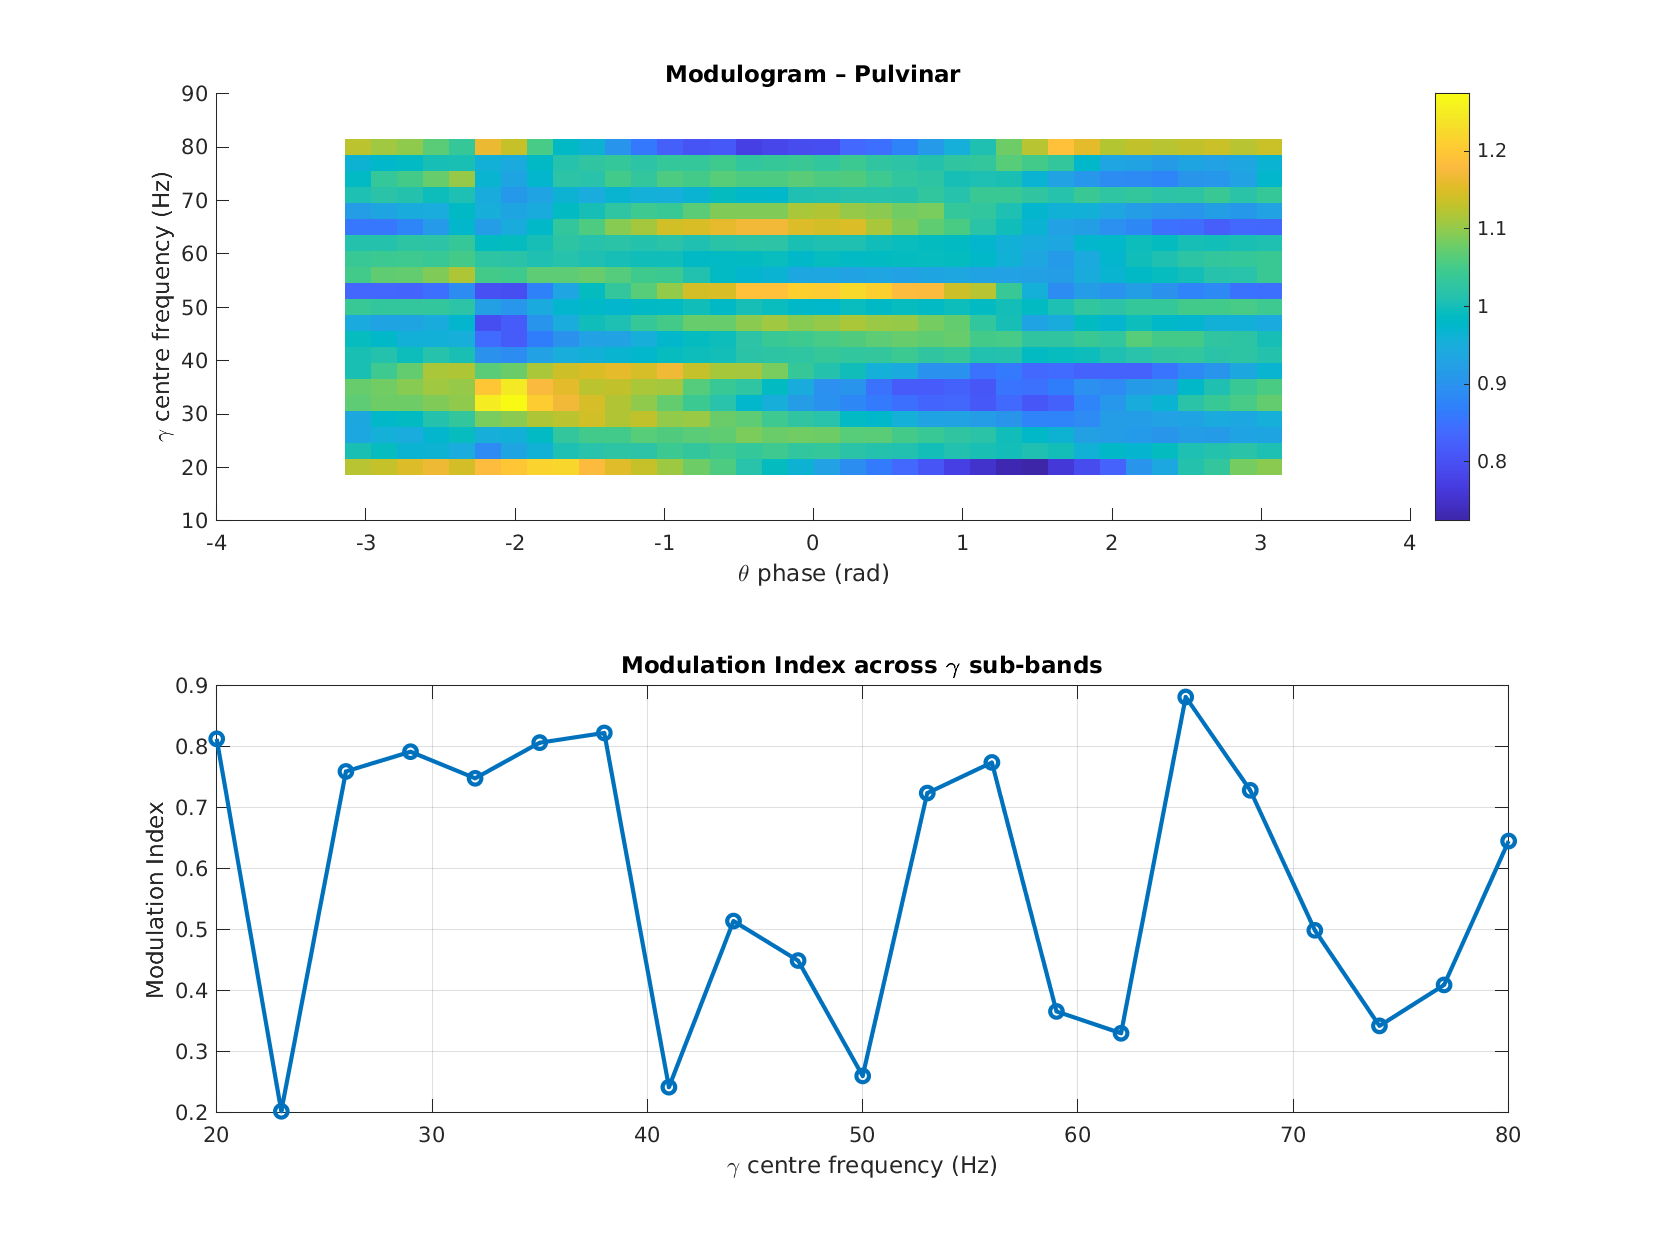 Modulogram – Pulvinar
90
80
70
60
50
40
30
20
10
γ centre frequency (Hz)
-4 -3 -2 -1 0 1 2 3 4
θ phase (rad)
1.2
1.1
1
0.9
0.8
Modulation Index across γ sub-bands
0.9
0.8
0.7
0.6
0.5
0.4
0.3
0.2
Modulation Index
20 30 40 50 60 70 80
γ centre frequency (Hz)